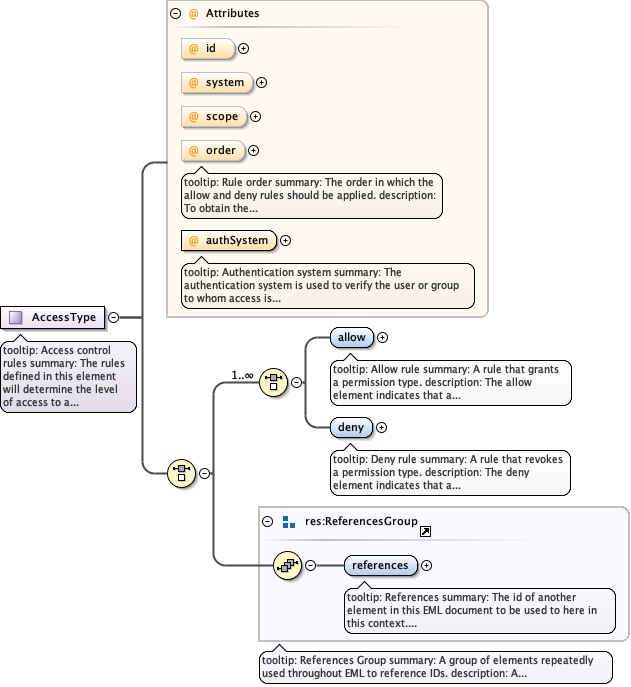 @ Attributes
@ id
@ system
@ scope
@ order
tooltip: Rule order summary: The order in which the
allow and deny rules should be applied. description:
To obtain the...
@ authSystem
tooltip: Authentication system summary: The
authentication system is used to verify the user or group
to whom access is...
AccessType
tooltip: Access control
rules summary: The rules
defined in this element
will determine the level
of access to a...
1..∞
allow
tooltip: Allow rule summary: A rule that grants
a permission type. description: The allow
element indicates that a...
deny
tooltip: Deny rule summary: A rule that revokes
a permission type. description: The deny
element indicates that a...
res:ReferencesGroup
references
tooltip: References summary: The id of another
element in this EML document to be used to here in
this context....
tooltip: References Group summary: A group of elements repeatedly
used throughout EML to reference IDs. description: A...